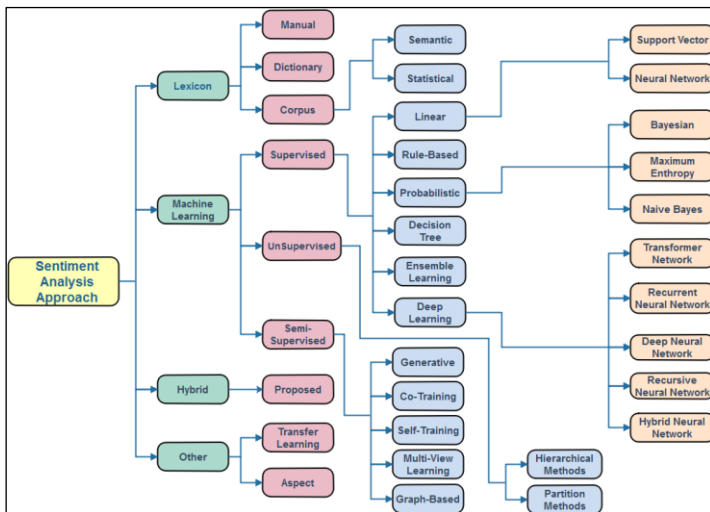 Sentiment
Analysis
Approach
Lexicon
Machine
Learning
Hybrid
Other
Manual
Dictionary
Corpus
Supervised
UnSupervised
Semi-
Supervised
Proposed
Transfer
Learning
Aspect
Semantic
Statistical
Linear
Rule-Based
Probabilistic
Decision
Tree
Ensemble
Learning
Deep
Learning
Generative
Co-Training
Self-Training
Multi-View
Learning
Graph-Based
Hierarchical
Methods
Partition
Methods
Support Vector
Neural Network
Bayesian
Maximum
Enthropy
Naive Bayes
Transformer
Network
Recurrent
Neural Network
Deep Neural
Network
Recursive
Neural Network
Hybrid Neural
Network